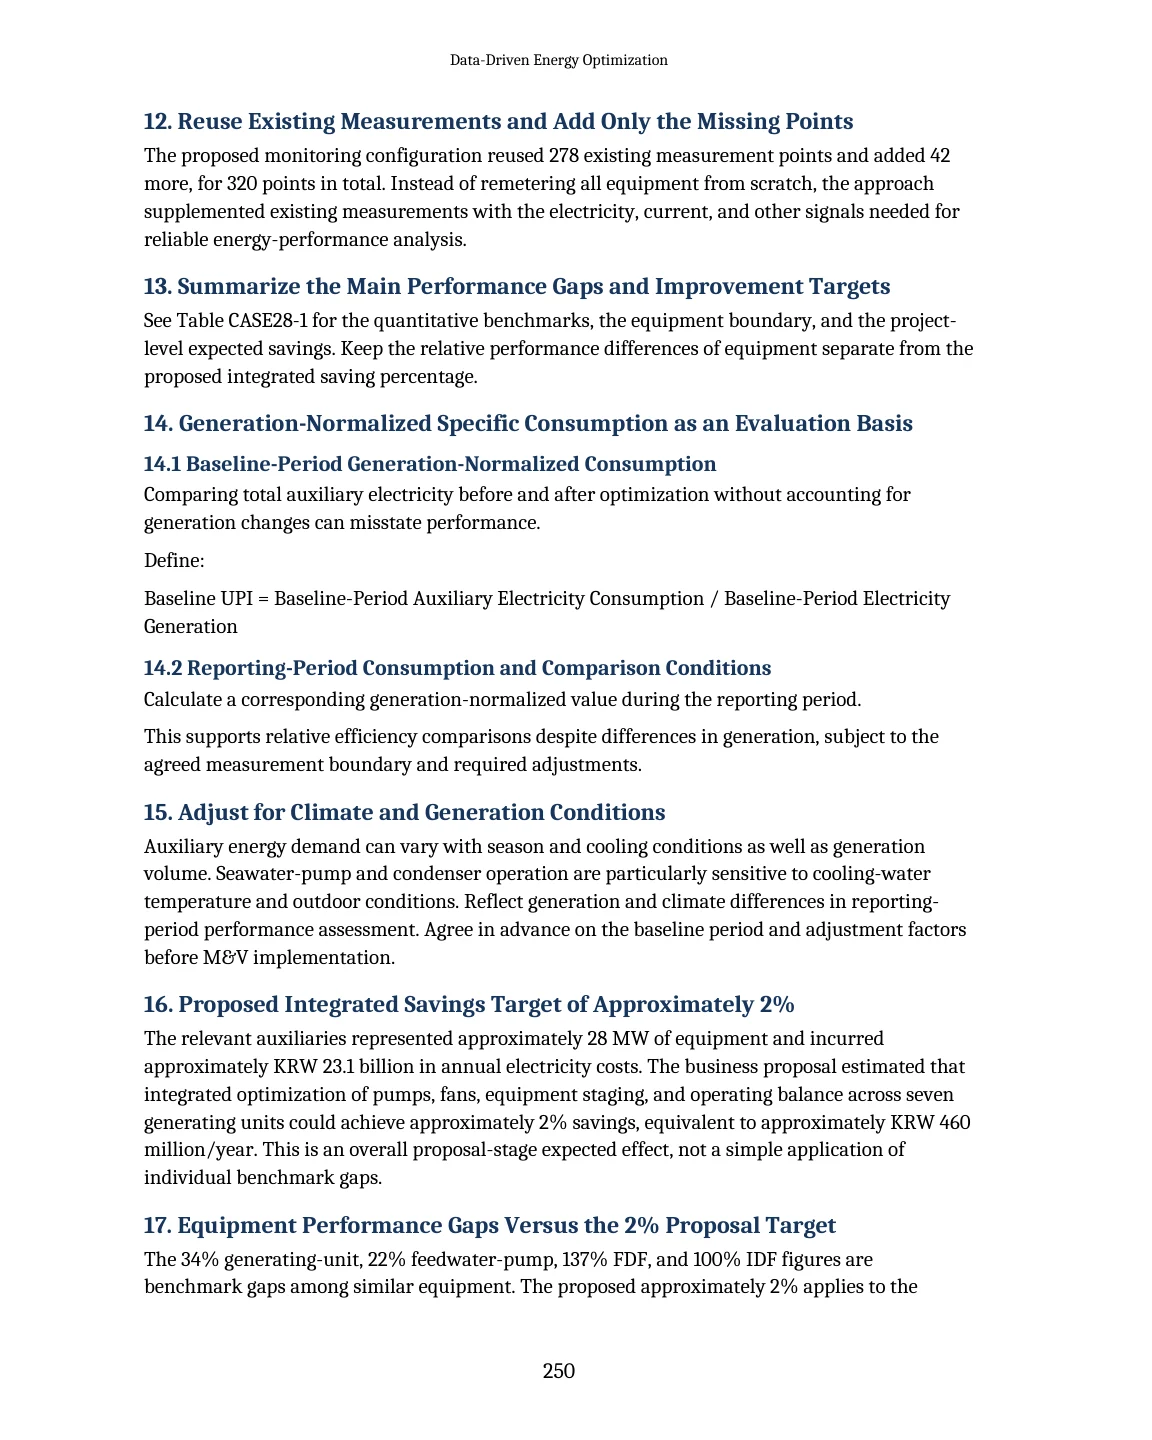 Data-Driven Energy Optimization
12. Reuse Existing Measurements and Add Only the Missing Points
The proposed monitoring configuration reused 278 existing measurement points and added 42
more, for 320 points in total. Instead of remetering all equipment from scratch, the approach
supplemented existing measurements with the electricity, current, and other signals needed for
reliable energy-performance analysis.
13. Summarize the Main Performance Gaps and Improvement Targets
See Table CASE28-1 for the quantitative benchmarks, the equipment boundary, and the project-
level expected savings. Keep the relative performance differences of equipment separate from the
proposed integrated saving percentage.
14. Generation-Normalized Specific Consumption as an Evaluation Basis
14.1 Baseline-Period Generation-Normalized Consumption
Comparing total auxiliary electricity before and after optimization without accounting for
generation changes can misstate performance.
Define:
Baseline UPI = Baseline-Period Auxiliary Electricity Consumption / Baseline-Period Electricity
Generation
14.2 Reporting-Period Consumption and Comparison Conditions
Calculate a corresponding generation-normalized value during the reporting period.
This supports relative efficiency comparisons despite differences in generation, subject to the
agreed measurement boundary and required adjustments.
15. Adjust for Climate and Generation Conditions
Auxiliary energy demand can vary with season and cooling conditions as well as generation
volume. Seawater-pump and condenser operation are particularly sensitive to cooling-water
temperature and outdoor conditions. Reflect generation and climate differences in reporting-
period performance assessment. Agree in advance on the baseline period and adjustment factors
before M&V implementation.
16. Proposed Integrated Savings Target of Approximately 2%
The relevant auxiliaries represented approximately 28 MW of equipment and incurred
approximately KRW 23.1 billion in annual electricity costs. The business proposal estimated that
integrated optimization of pumps, fans, equipment staging, and operating balance across seven
generating units could achieve approximately 2% savings, equivalent to approximately KRW 460
million/year. This is an overall proposal-stage expected effect, not a simple application of
individual benchmark gaps.
17. Equipment Performance Gaps Versus the 2% Proposal Target
The 34% generating-unit, 22% feedwater-pump, 137% FDF, and 100% IDF figures are
benchmark gaps among similar equipment. The proposed approximately 2% applies to the
250